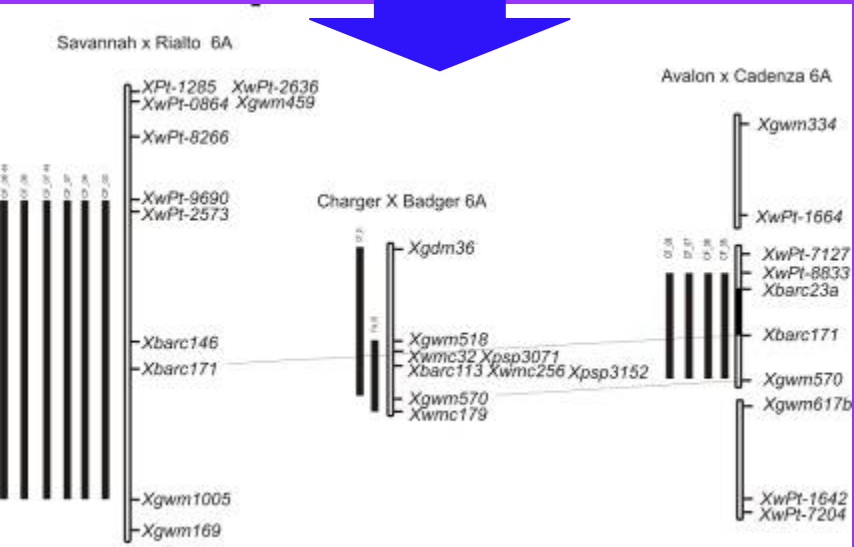 Savannah x Rialto 6A
XPt-1285 XwPt-2636
XwPt-0864 Xgwm459
XwPt-8266
XwPt-9690
XwPt-2573
Xbarc146
Xbarc171
Xgwm1005
Xgwm169
Charger X Badger 6A
Xgdm36
Xgwm518
Xwmc32 Xpsp3071
Xbarc113 Xwmc256 Xpsp3152
Xgwm570
Xwmc179
Avalon x Cadenza 6A
Xgwm334
XwPt-1664
XwPt-7127
XwPt-8833
Xbarc23a
Xbarc171
Xgwm570
Xgwm617b
XwPt-1642
XwPt-7204